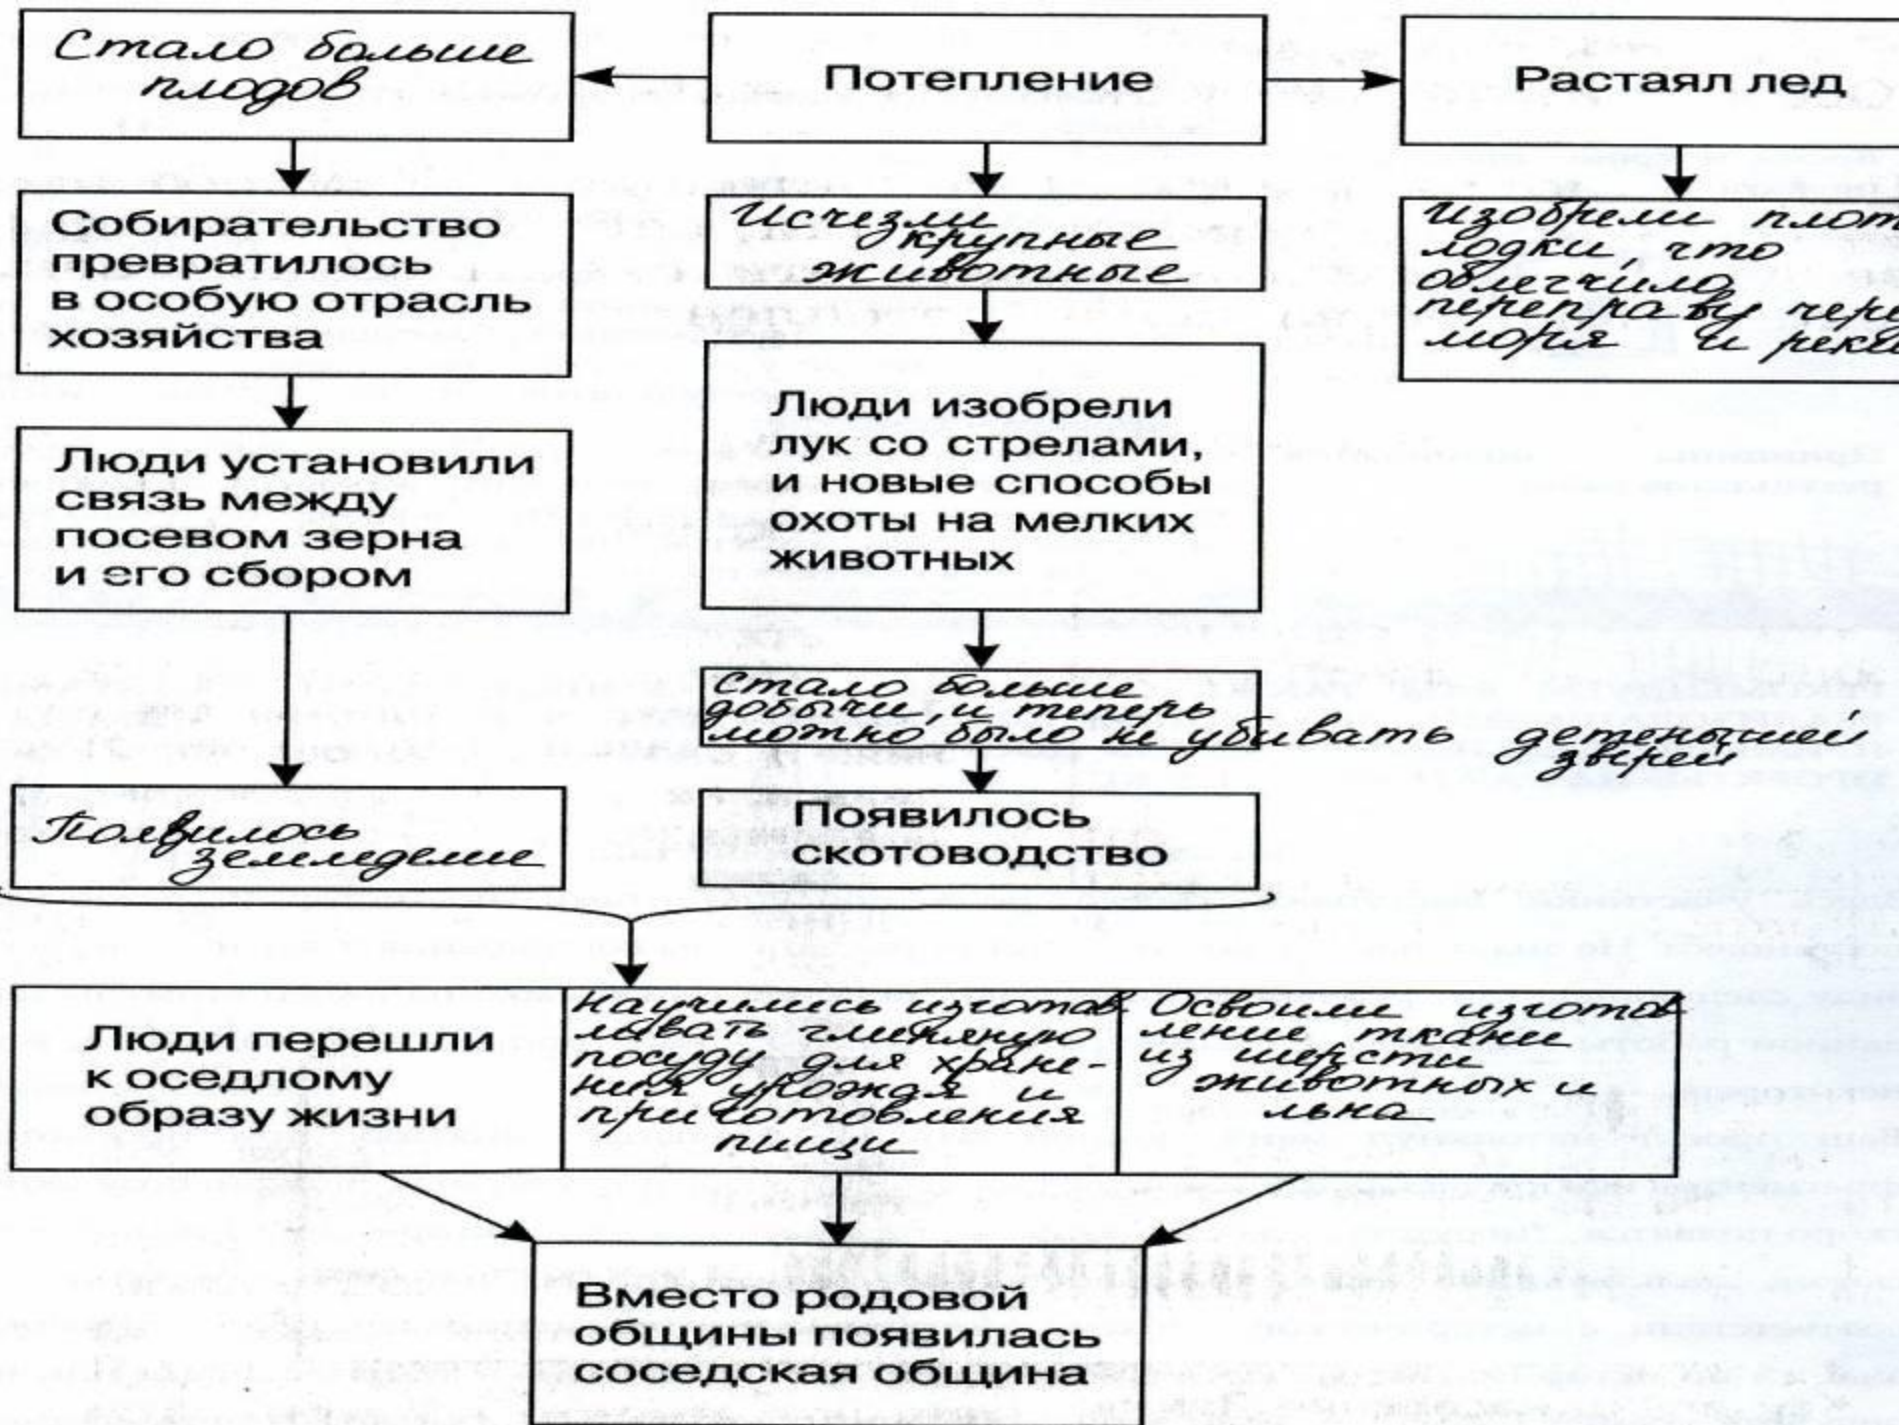 Стало больше
плодов
Потепление
Растаял лед
Собирательство
превратилось
в особую отрасль
хозяйства
Исчезли
крупные
животные
Изобрели
лодки, что
облегчило
переправу
моря и
Люди установили
связь между
посевом зерна
и его сбором
Люди изобрели
лук со стрелами,
и новые способы
охоты на мелких
животных
Стало больше
добычи, и теперь
можно было не убивать детенышей
зверей
Появилось
земледелие
Появилось
скотоводство
Люди перешли
к оседлому
образу жизни
Научились изготав
ливать глиняную
посуду для хране-
ния урожая и
приготовления
пищи
Освоили изготов
ление ткани
из шерсти
животных и
льна
Вместо родовой
общины появилась
соседская община